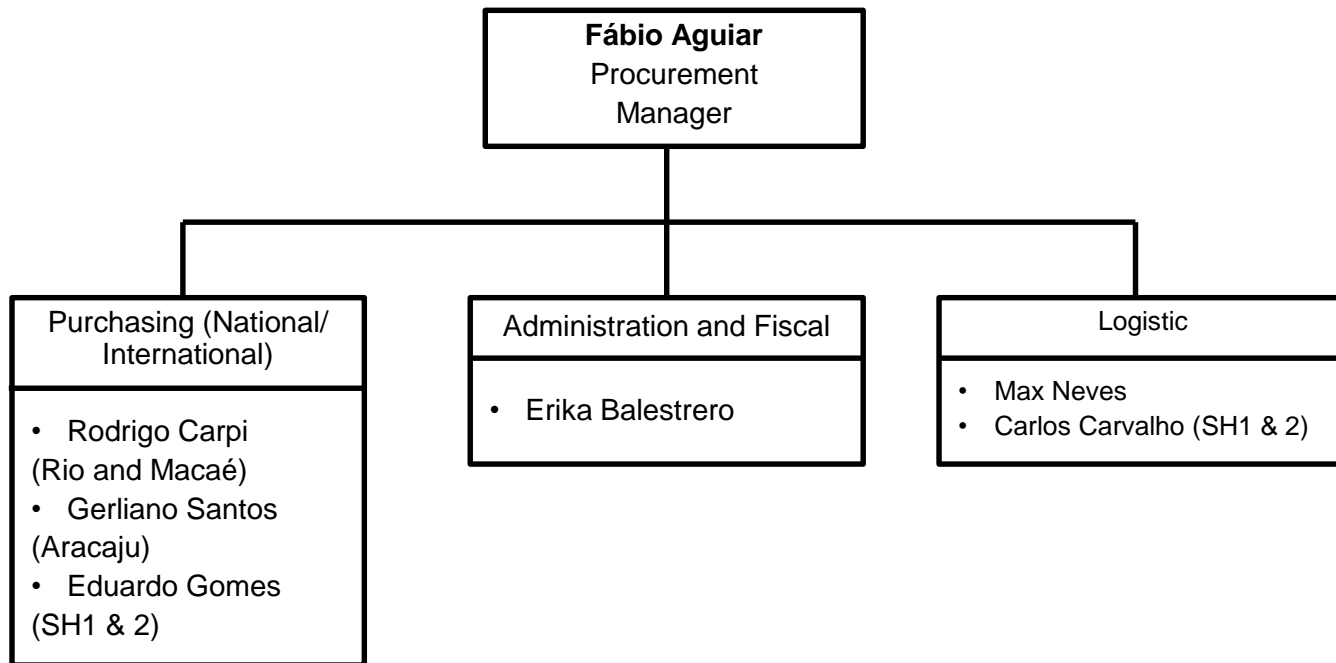 Fábio Aguiar
Procurement
Manager
Purchasing (National/
International)
• Rodrigo Carpi
(Rio and Macaé)
• Gerliano Santos
(Aracaju)
• Eduardo Gomes
(SH1 & 2)
Administration and Fiscal
• Erika Balestrero
Logistic
• Max Neves
• Carlos Carvalho (SH1 & 2)